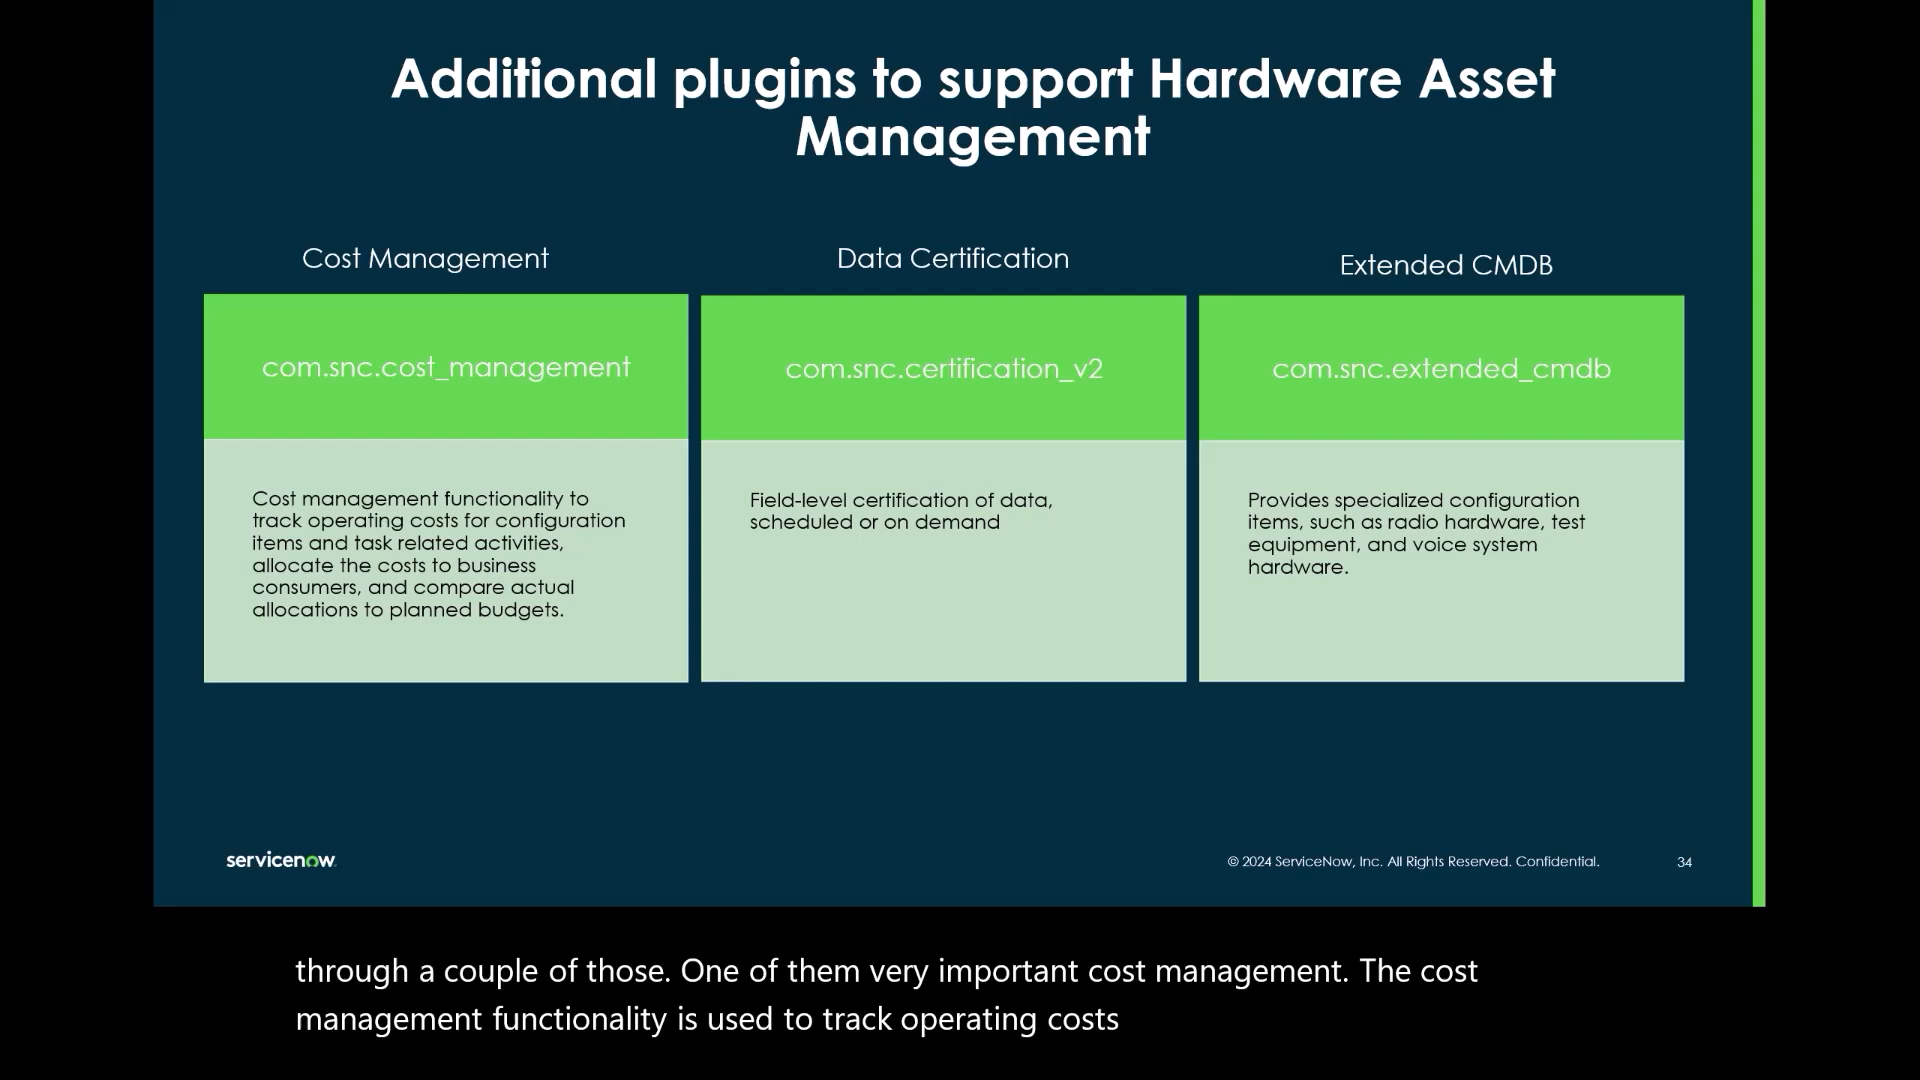 Additional plugins to support Hardware Asset
Management
Cost Management
com.snc.cost_management
Cost management functionality to
track operating costs for configuration
items and task related activities,
allocate the costs to business
consumers, and compare actual
allocations to planned budgets.
Data Certification
com.snc.certification_v2
Field-level certification of data,
scheduled or on demand
Extended CMDB
com.snc.extended_cmdb
Provides specialized configuration
items, such as radio hardware, test
equipment, and voice system
hardware.
servicenow
© 2024 ServiceNow, Inc. All Rights Reserved. Confidential.
34
through a couple of those. One of them very important cost management. The cost
management functionality is used to track operating costs